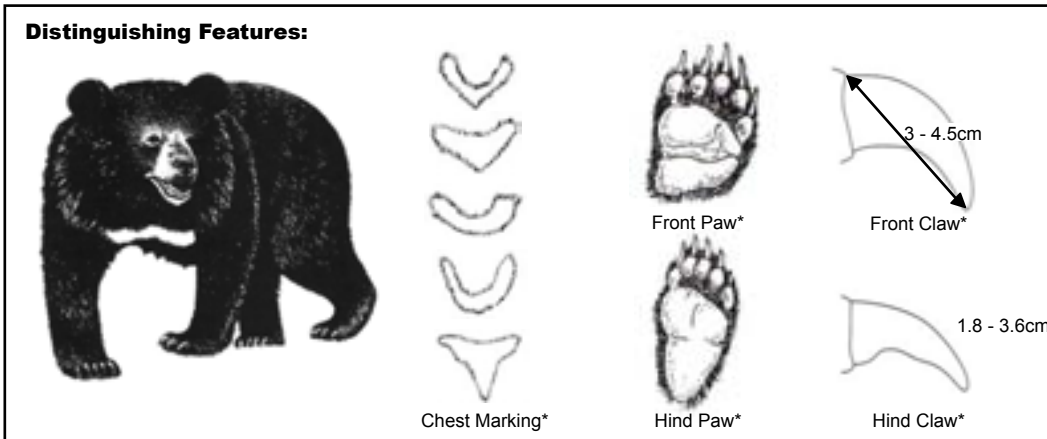 Distinguishing Features:
3 - 4.5cm
Front Paw*
Front Claw*
1.8 - 3.6cm
Chest Marking*
Hind Paw*
Hind Claw*